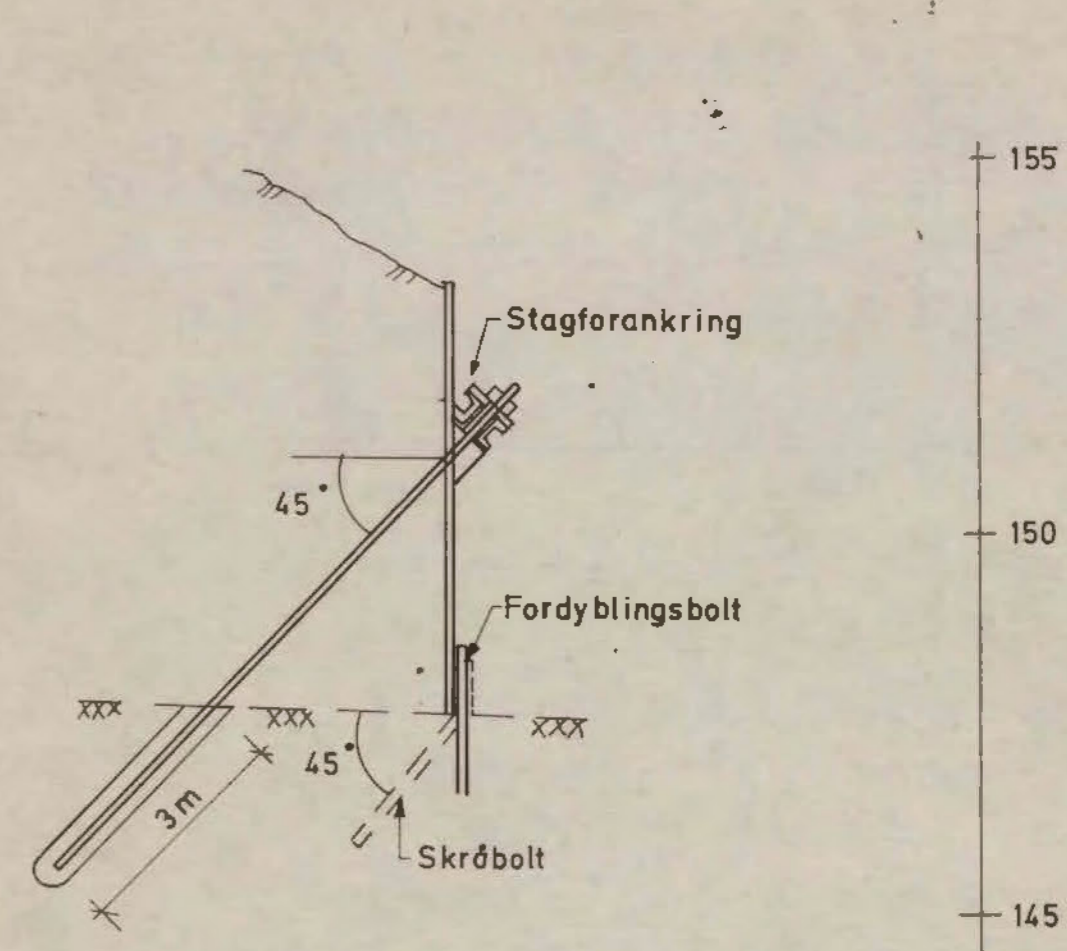 155
Stagforankring
45°
150
Fordyblingsbolt
xxx
xxx
xxx
45°
3m
Skråbolt
145